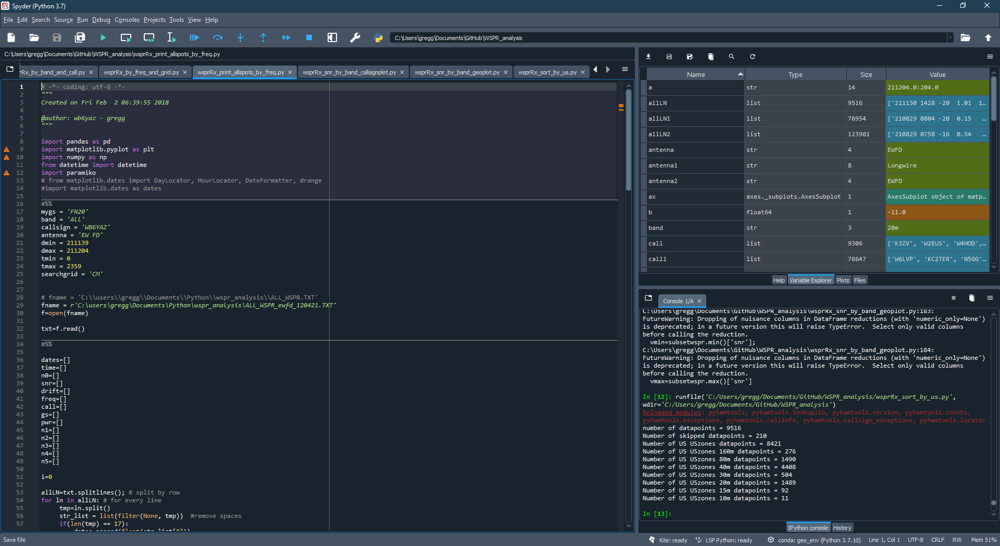 Spyder (Python 3.7)
File Edit Search Source Run Debug Consoles Projects Tools View Help
C:\Users\gregg\Documents\GitHub\WSPR_analysis
C:\Users\gregg\Documents\GitHub\WSPR_analysis\wsprRx_print_allspots_by_freq.py
rRx_by_band_and_call.py wsprRx_by_freq_and_grid.py wsprRx_print_allspots_by_freq.py wsprRx_snr_by_band_callsignplot.py wsprRx_snr_by_band_geoplot.py wsprRx_sort_by_us.py
1 # -*- coding: utf-8 -*-
2 """
3 Created on Fri Feb  2 06:39:55 2018
4
5 @author: wb6yaz - gregg
6 """
7
8 import pandas as pd
9 import matplotlib.pyplot as plt
10 import numpy as np
11 from datetime import datetime
12 import paramiko
13 # from matplotlib.dates import DayLocator, HourLocator, DateFormatter, drange
14 #import matplotlib.dates as dates
15
16 #%%
17 mygs = 'FN20'
18 band = 'All'
19 callsign = 'WB6YAZ'
20 antenna = 'EW FD'
21 dmin = 211139
22 dmax = 211204
23 tmin = 0
24 tmax = 2359
25 searchgrid = 'CM'
26
27
28 # fname = 'C:\\users\\gregg\\Documents\\Python\\wspr_analysis\\ALL_WSPR.TXT'
29 fname = r'C:\users\gregg\Documents\Python\wspr_analysis\ALL_WSPR_ewfd_120421.TXT'
30 f=open(fname)
31
32 txt=f.read()
33
34 #%%
35
36 dates=[]
37 time=[]
38 n0=[]
39 snr=[]
40 drift=[]
41 freq=[]
42 call=[]
43 gs=[]
44 pwr=[]
45 n1=[]
46 n2=[]
47 n3=[]
48 n4=[]
49 n5=[]
50
51 i=0
52
53 allLN=txt.splitlines(); # split by row
54 for ln in allLN: # for every line
55 tmp=ln.split()
56 str_list = list(filter(None, tmp))  #remove spaces
57 if(len(tmp) == 17):
Name Type Size Value
a str 14 211204.0:204.0
allLN list 9516 ['211130 1428 -20  1.01  1...
allLN1 list 78954 ['210829 0804 -20  0.15   ...
allLN2 list 123981 ['210829 0758 -16  0.54   ...
antenna str 4 EWFD
antenna1 str 8 Longwire
antenna2 str 4 EWFD
ax axes._subplots.AxesSubplot 1 AxesSubplot object of matp...
b float64 1 -11.0
band str 3 20m
call list 9306 ['K3ZV', 'W2EUS', 'W4HOD',...
call1 list 78647 ['W6LVP', 'KC2TER', 'N5GG'...
Help Variable Explorer Plots Files
Console 1/A
C:\Users\gregg\Documents\GitHub\WSPR_analysis\wsprRx_snr_by_band_geoplot.py:183:
FutureWarning: Dropping of nuisance columns in DataFrame reductions (with 'numeric_only=None')
is deprecated; in a future version this will raise TypeError.  Select only valid columns
before calling the reduction.
vmin=subsetwspr.min()['snr'];
C:\Users\gregg\Documents\GitHub\WSPR_analysis\wsprRx_snr_by_band_geoplot.py:184:
FutureWarning: Dropping of nuisance columns in DataFrame reductions (with 'numeric_only=None')
is deprecated; in a future version this will raise TypeError.  Select only valid columns
before calling the reduction.
vmax=subsetwspr.max()['snr']
In [12]: runfile('C:/Users/gregg/Documents/GitHub/WSPR_analysis/wsprRx_sort_by_us.py',
wdir='C:/Users/gregg/Documents/GitHub/WSPR_analysis')
Reloaded modules: pyhamtools, pyhamtools.lookuplib, pyhamtools.version, pyhamtools.consts,
pyhamtools.exceptions, pyhamtools.callinfo, pyhamtools.callsign_exceptions, pyhamtools.locator
number of datapoints = 9516
Number of skipped datapoints = 210
Number of US USzones datapoints = 8421
Number of US USzones 160m datapoints = 276
Number of US USzones 80m datapoints = 1490
Number of US USzones 40m datapoints = 4408
Number of US USzones 30m datapoints = 504
Number of US USzones 20m datapoints = 1489
Number of US USzones 15m datapoints = 92
Number of US USzones 10m datapoints = 11
In [13]:
IPython console History
Save file Kite: ready LSP Python: ready conda: geo_env (Python 3.7.10) Line 1, Col 1 UTF-8 CRLF RW Mem 51%